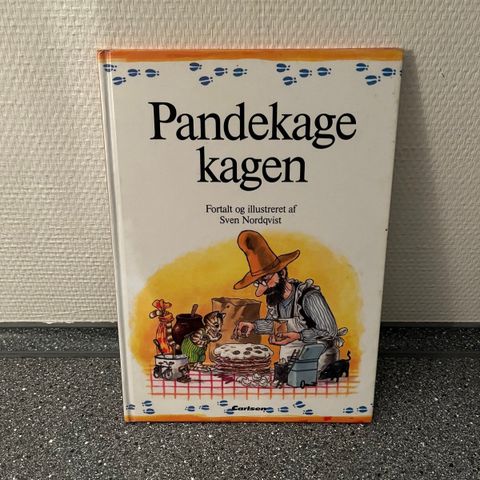 Pandekage
kagen
Fortalt og illustreret af
Sven Nordqvist
Carlsen